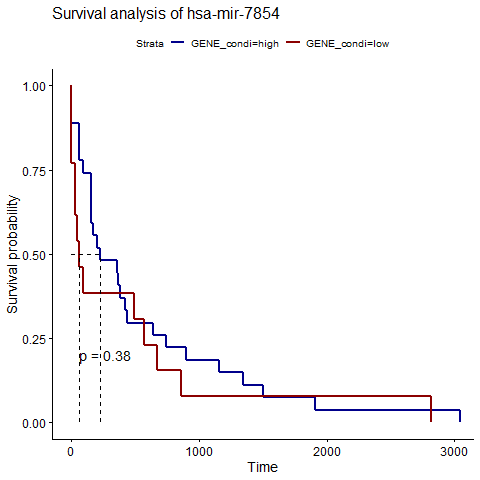 Survival analysis of hsa-mir-7854
Strata GENE_condi=high GENE_condi=low
1.00
0.75
0.50
0.25
0.00
Survival probability
p = 0.38
0 1000 2000 3000
Time